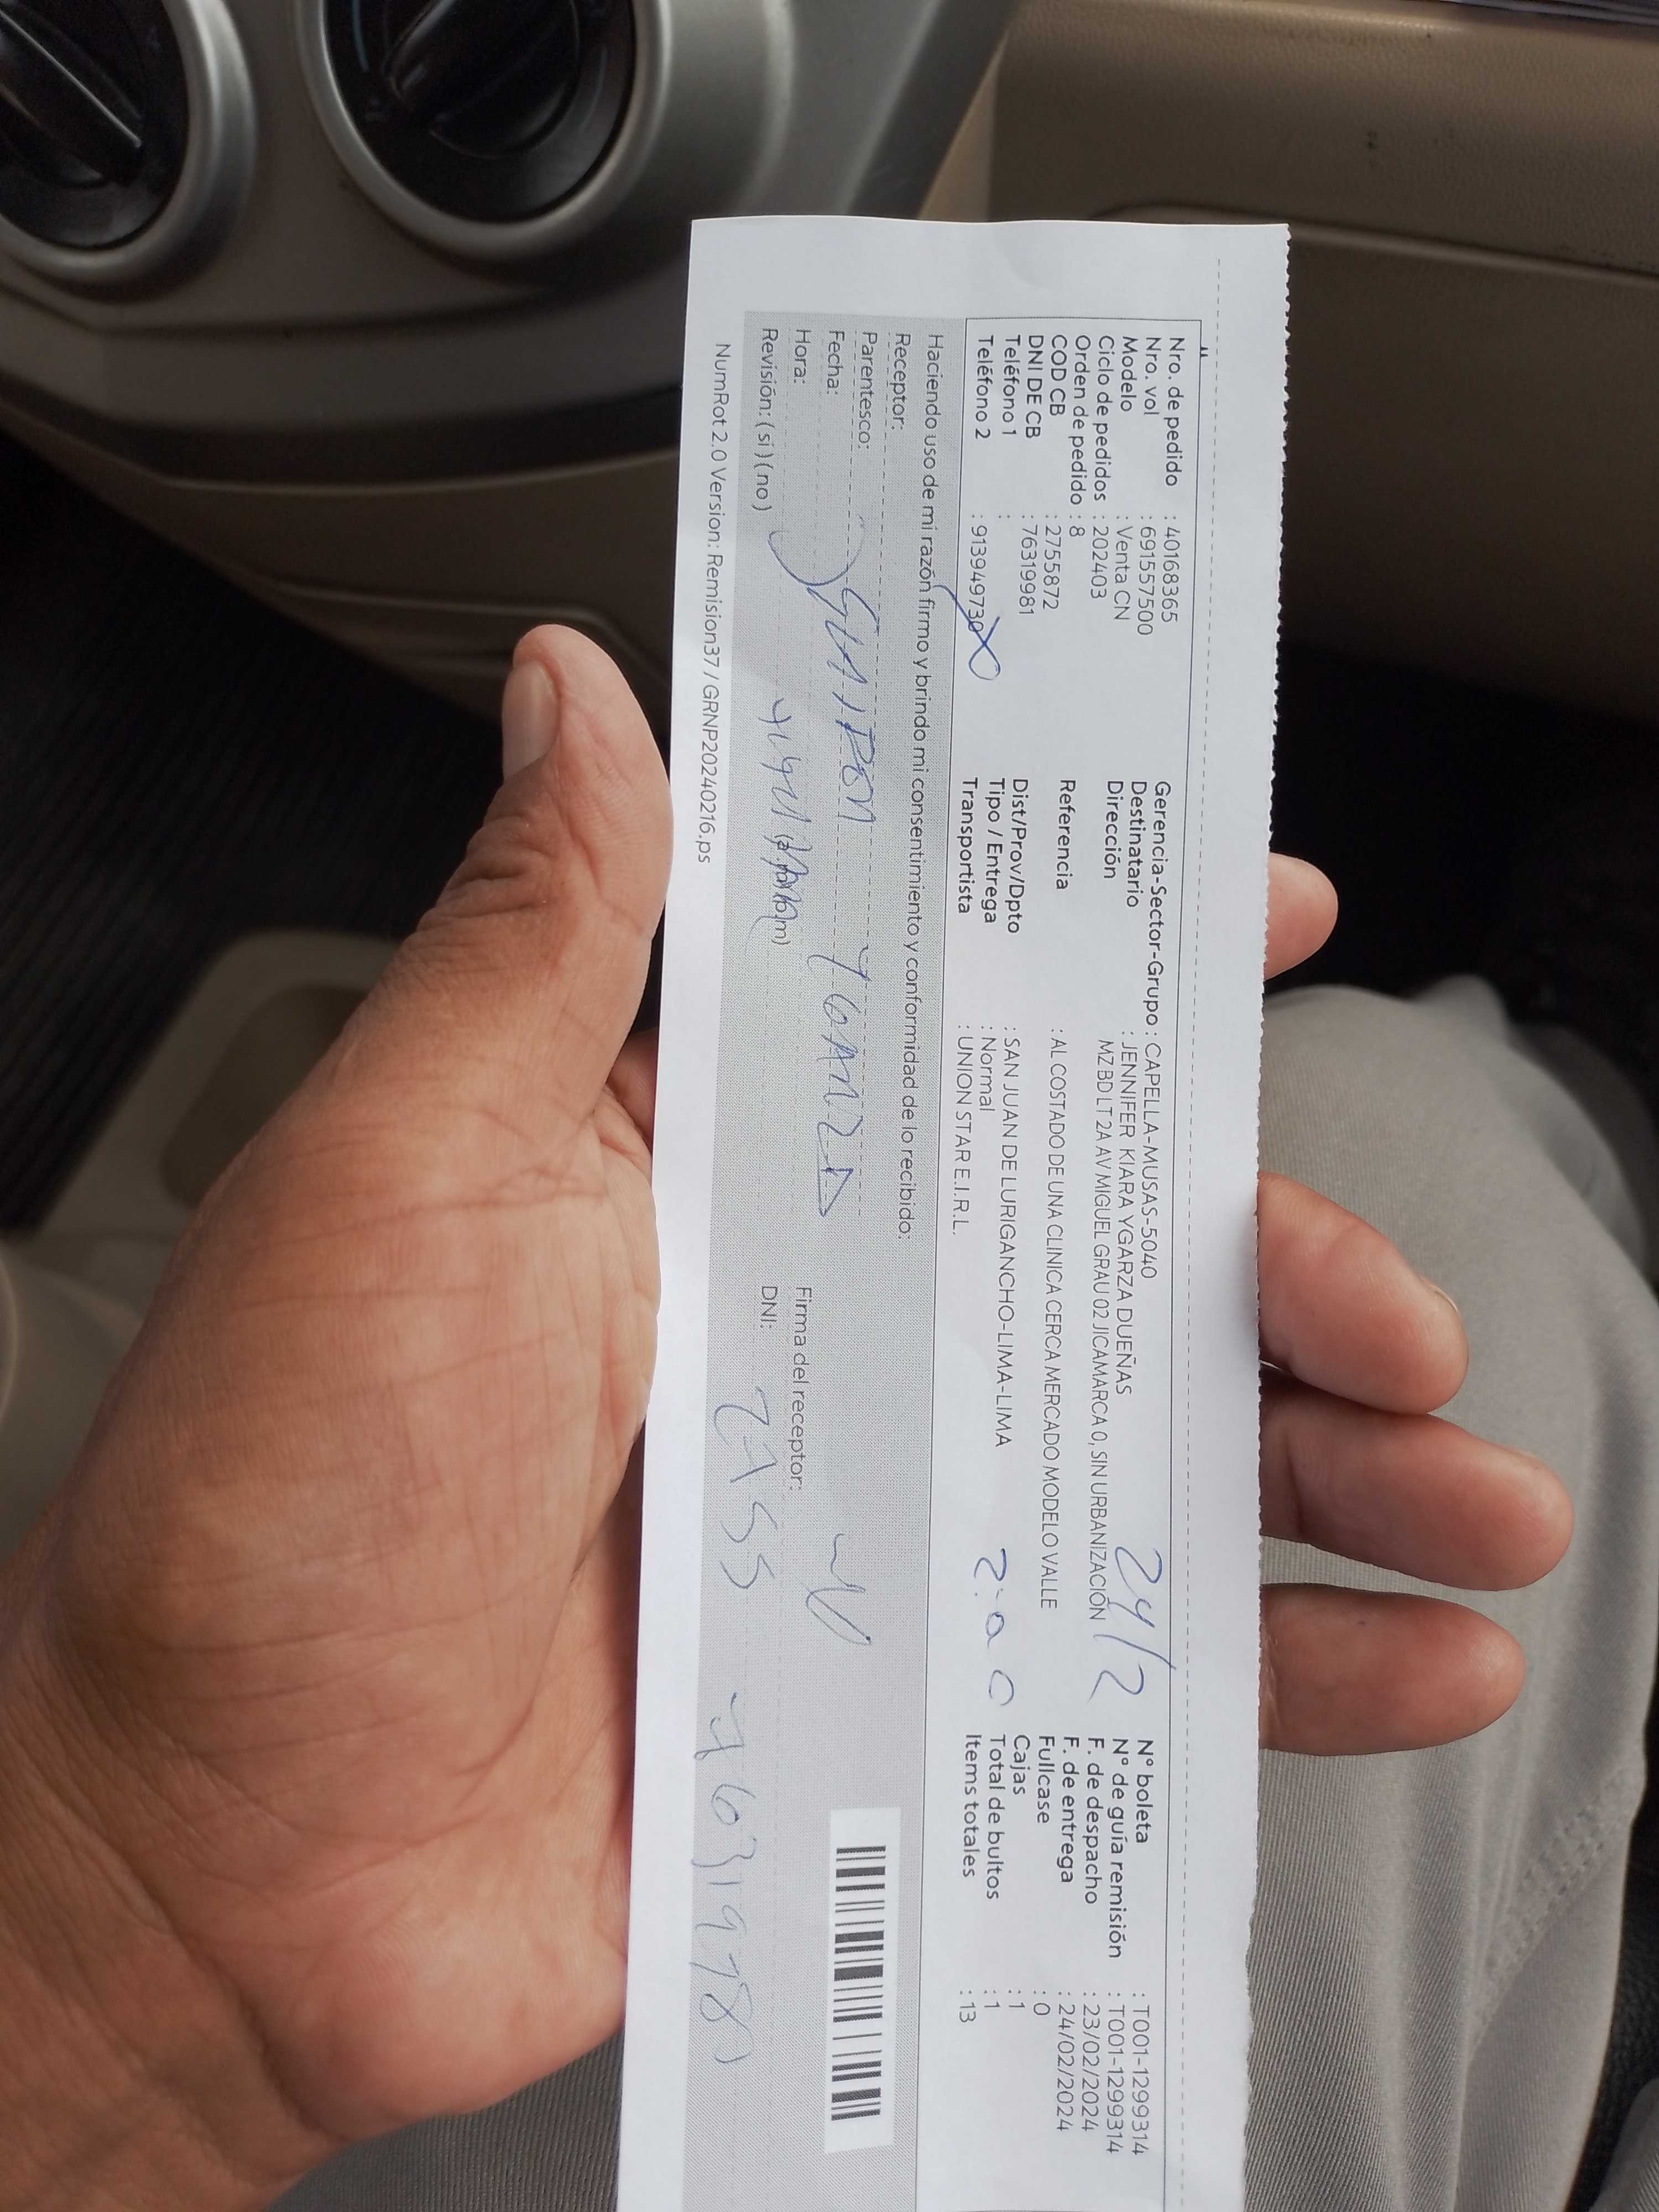 Nro. de pedido : 40168365
Nro. vol : 691557500
Modelo : Venta CN
Ciclo de pedidos : 202403
Orden de pedido : 8
COD CB : 2755872
DNI DE CB : 76319981
Teléfono 1 :
Teléfono 2 : 913949730
Gerencia-Sector-Grupo : CAPELLA-MUSAS-5040
Destinatario : JENNIFER KIARA YGARZA DUEÑAS
Dirección MZ BD LT 2A AV MIGUEL GRAU 02 JICAMARCA 0, SIN URBANIZACIÓN
Referencia : AL COSTADO DE UNA CLINICA CERCA MERCADO MODELO VALLE
Dist/Prov/Dpto : SAN JUAN DE LURIGANCHO-LIMA-LIMA
Tipo / Entrega : Normal
Transportista : UNION STAR E.I.R.L.
24/2
N° boleta : T001-1299314
N° de guía remisión : T001-1299314
F. de despacho : 23/02/2024
F. de entrega : 24/02/2024
Fullcase : 0
Cajas : 1
Total de bultos : 1
Items totales : 13
Haciendo uso de mi razón firmo y brindo mi consentimiento y conformidad de lo recibido:
Receptor:
Parentesco:
Fecha:
Hora:
Revisión: (si) (no)
Firma del receptor:
DNI:
NumRot 2.0 Version: Remision37 / GRNP20240216.ps